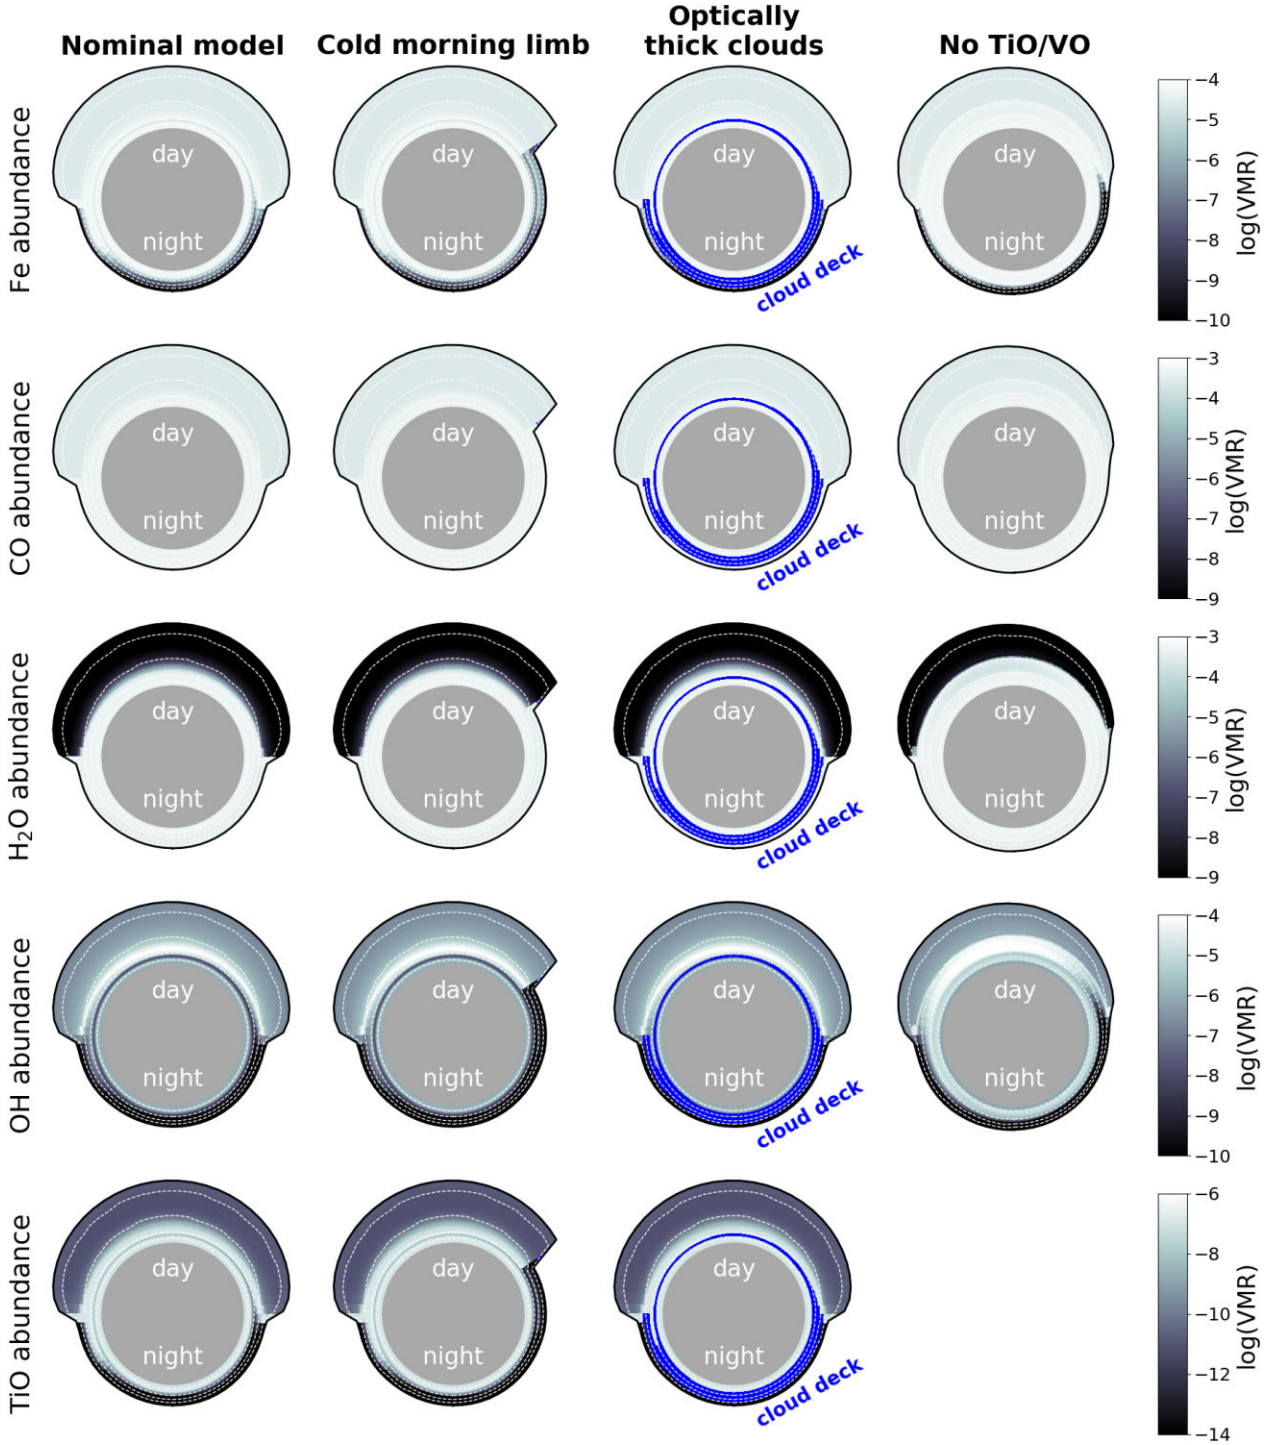 Nominal model
Cold morning limb
Optically
thick clouds
No TiO/VO
Fe abundance
day
night
day
night
day
night
cloud deck
day
night
−4
−5
−6
−7
−8
−9
−10
log(VMR)
CO abundance
day
night
day
night
day
night
cloud deck
day
night
−3
−4
−5
−6
−7
−8
−9
log(VMR)
H₂O abundance
day
night
day
night
day
night
cloud deck
day
night
−3
−4
−5
−6
−7
−8
−9
log(VMR)
OH abundance
day
night
day
night
day
night
cloud deck
day
night
−4
−5
−6
−7
−8
−9
−10
log(VMR)
TiO abundance
day
night
day
night
day
night
cloud deck
−6
−8
−10
−12
−14
log(VMR)